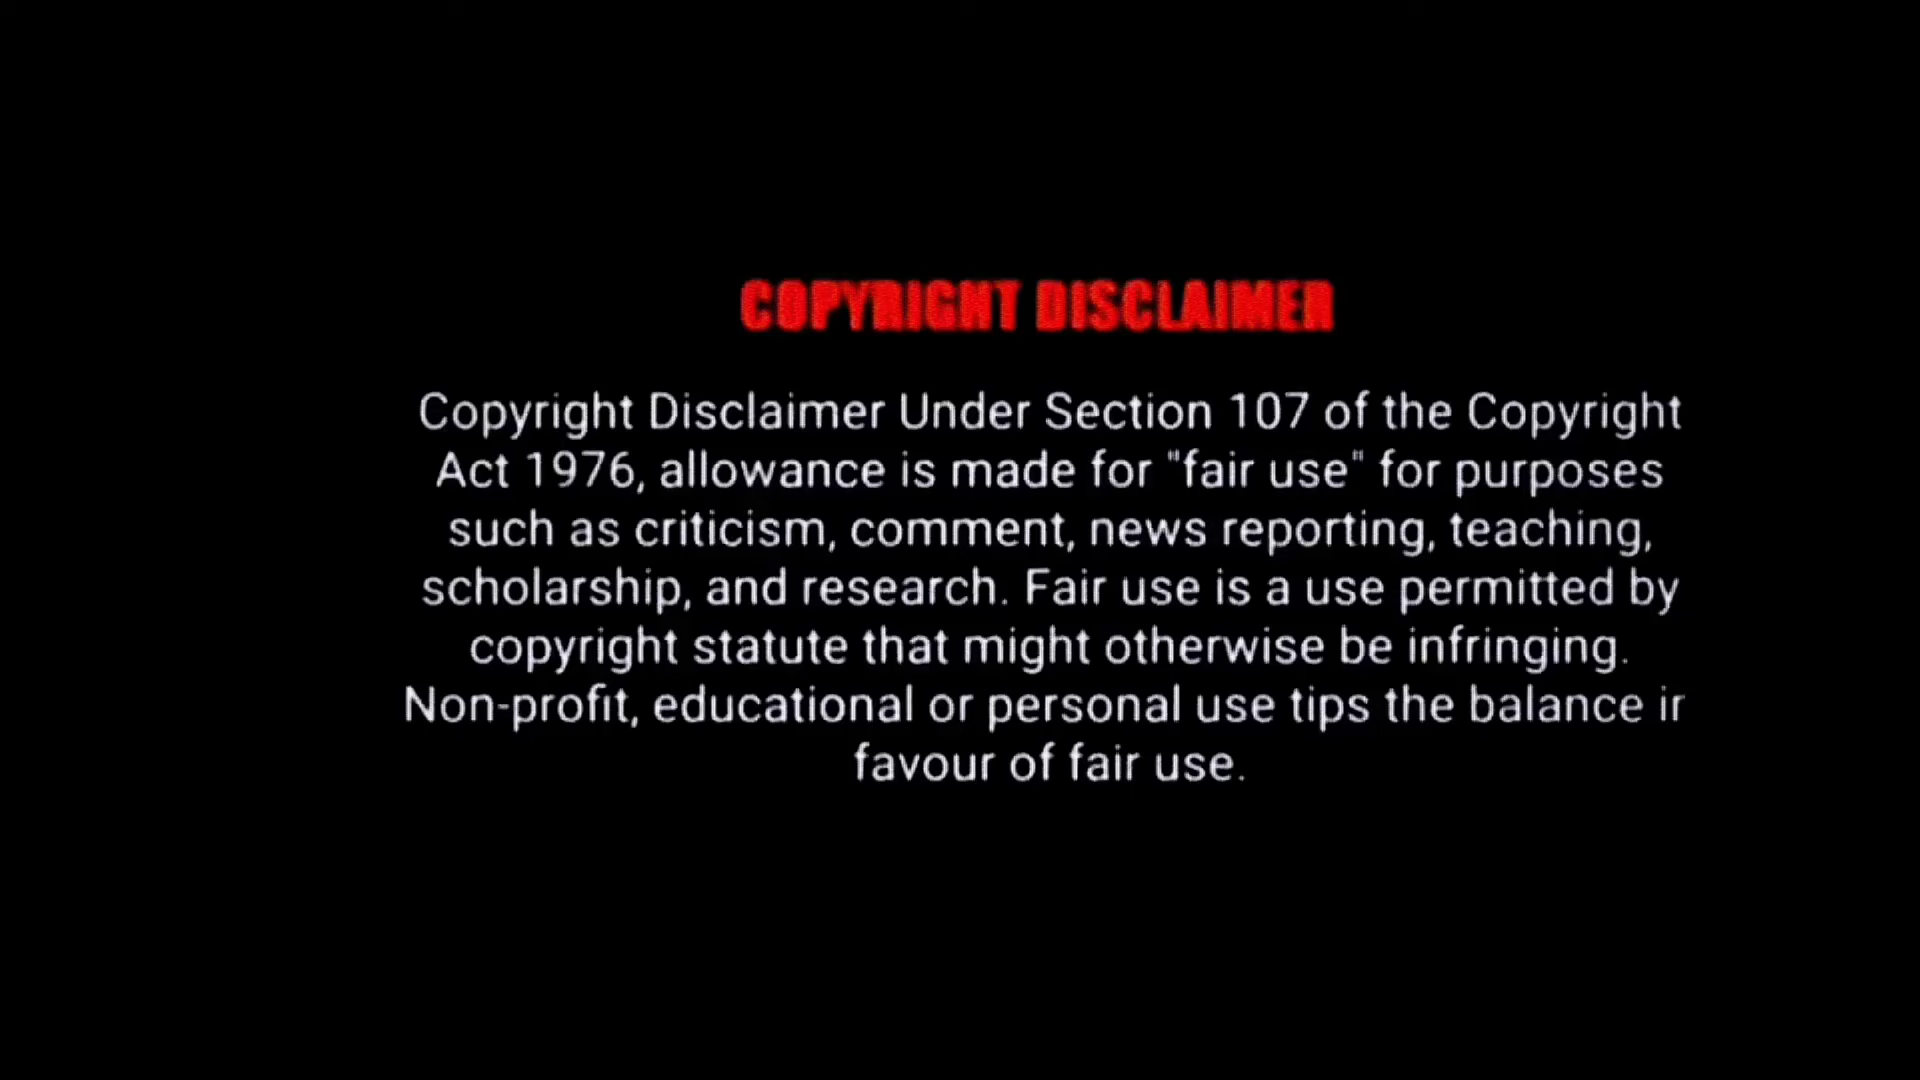 COPYRIGHT DISCLAIMER
Copyright Disclaimer Under Section 107 of the Copyright
Act 1976, allowance is made for "fair use" for purposes
such as criticism, comment, news reporting, teaching,
scholarship, and research. Fair use is a use permitted by
copyright statute that might otherwise be infringing.
Non-profit, educational or personal use tips the balance ir
favour of fair use.